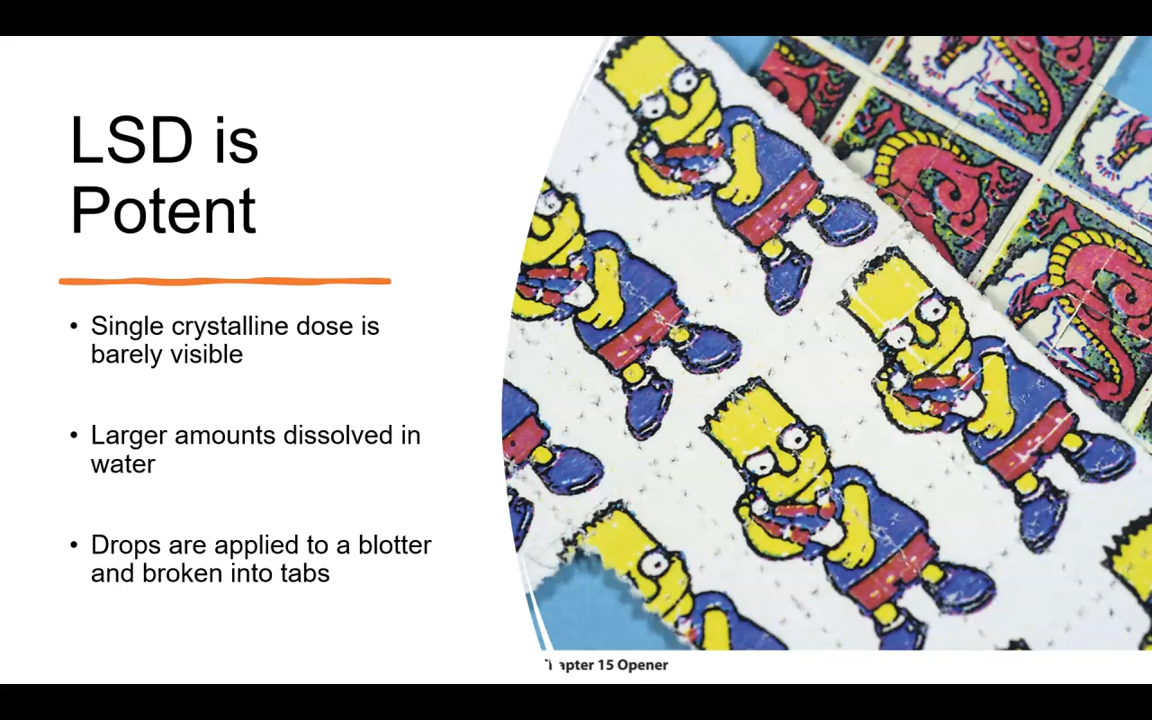 LSD is
Potent
• Single crystalline dose is
barely visible
• Larger amounts dissolved in
water
• Drops are applied to a blotter
and broken into tabs
15 Opener